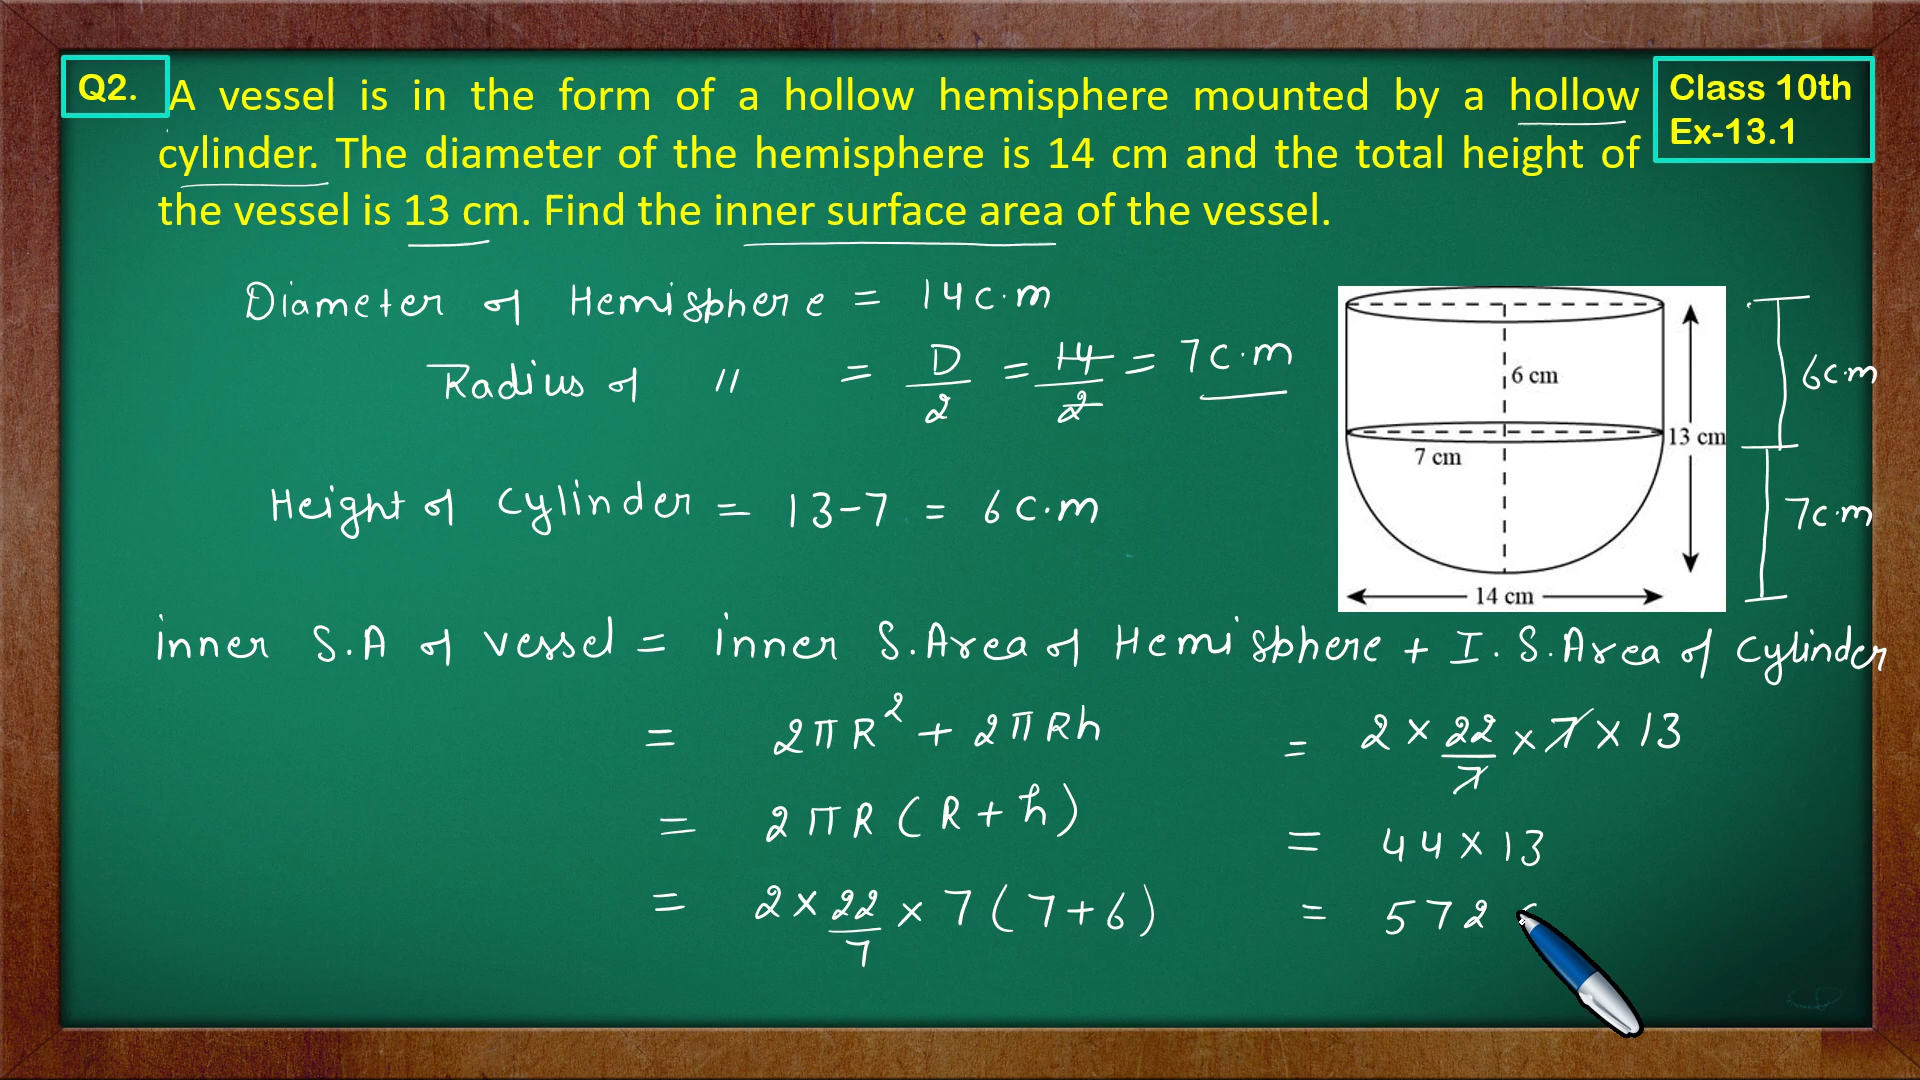 Q2. A vessel is in the form of a hollow hemisphere mounted by a hollow
cylinder. The diameter of the hemisphere is 14 cm and the total height of
the vessel is 13 cm. Find the inner surface area of the vessel.
Class 10th
Ex-13.1
Diameter of Hemisphere = 14c.m
Radius of " = D/2 = 14/2 = 7c.m
Height of Cylinder = 13-7 = 6c.m
6 cm
7 cm
13 cm
14 cm
6c.m
7c.m
inner S.A of vessel = inner S.Area of Hemisphere + I.S.Area of Cylinder
= 2πR² + 2πRh
= 2πR(R+h)
= 2×22/7×7(7+6)
= 2×22/7×7×13
= 44×13
= 572